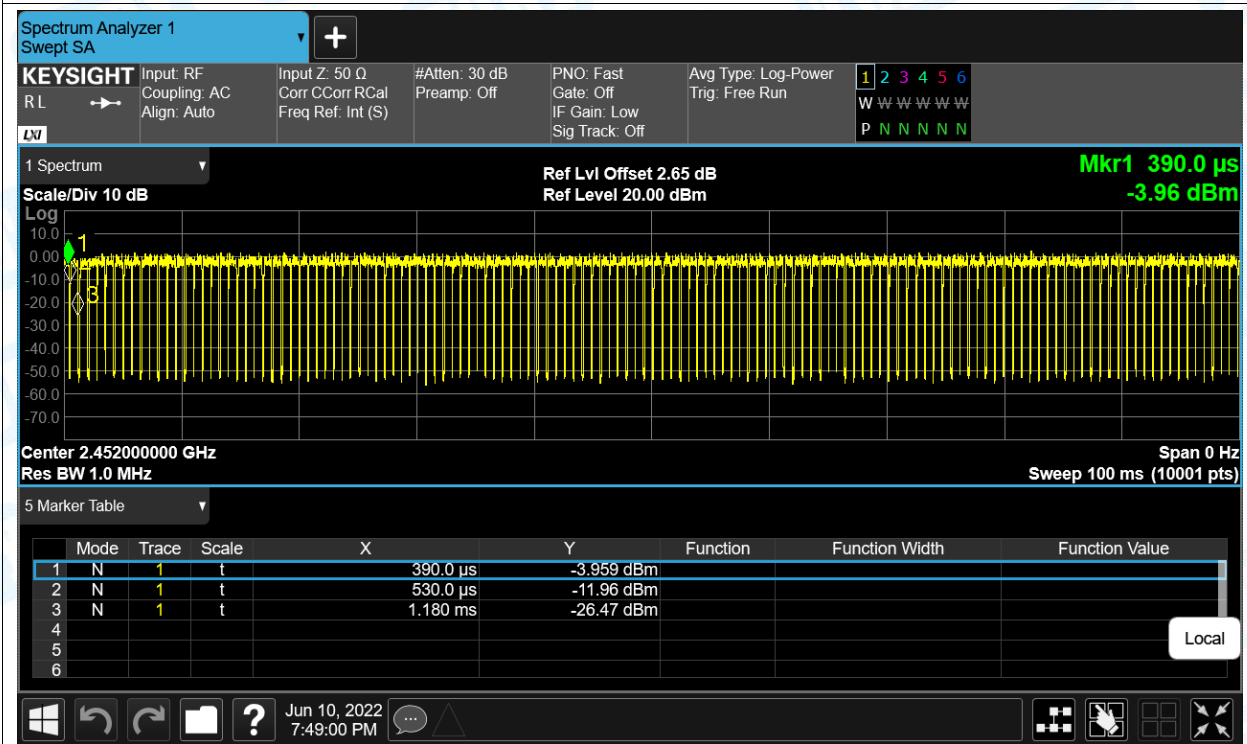 Spectrum Analyzer 1
Swept SA
+
KEYSIGHT Input: RF Input Z: 50 Ω #Atten: 30 dB PNO: Fast Avg Type: Log-Power 1 2 3 4 5 6
RL Coupling: AC Corr CCorr RCal Preamp: Off Gate: Off Trig: Free Run W W W W W W
Align: Auto Freq Ref: Int (S) IF Gain: Low
LXI Sig Track: Off P N N N N N
1 Spectrum Ref Lvl Offset 2.65 dB Mkr1 390.0 µs
Scale/Div 10 dB Ref Level 20.00 dBm -3.96 dBm
Log
10.0
1
0.00
2
-10.0
3
-20.0
-30.0
-40.0
-50.0
-60.0
-70.0
Center 2.452000000 GHz Span 0 Hz
Res BW 1.0 MHz Sweep 100 ms (10001 pts)
5 Marker Table
Mode Trace Scale X Y Function Function Width Function Value
1 N 1 t 390.0 µs -3.959 dBm
2 N 1 t 530.0 µs -11.96 dBm
3 N 1 t 1.180 ms -26.47 dBm
4
5
6
Local
? Jun 10, 2022
7:49:00 PM